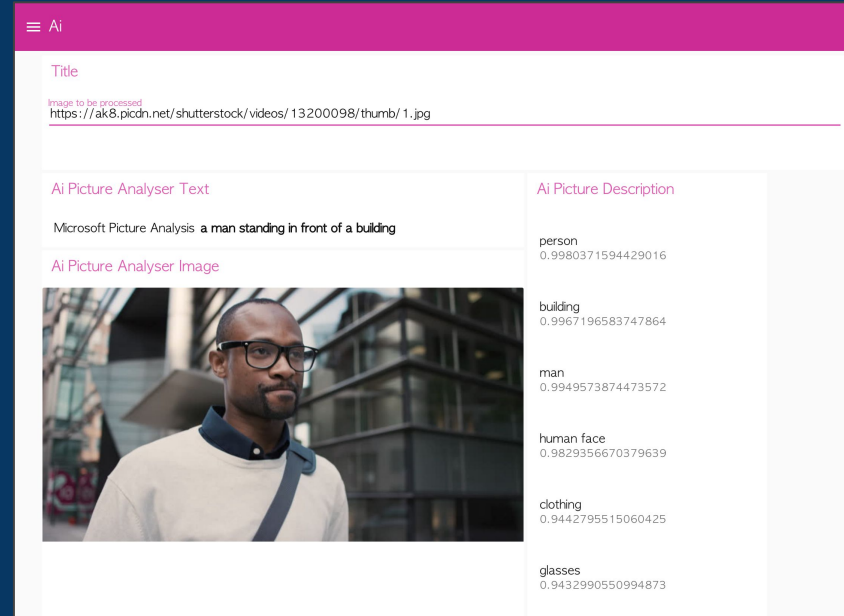 Ai
Title
Image to be processed
https://ak8.picdn.net/shutterstock/videos/13200098/thumb/1.jpg
Ai Picture Analyser Text
Microsoft Picture Analysis a man standing in front of a building
Ai Picture Analyser Image
Ai Picture Description
person
0.9980371594429016
building
0.9967196583747864
man
0.9949573874473572
human face
0.9829356670379639
clothing
0.9442795515060425
glasses
0.9432990550994873